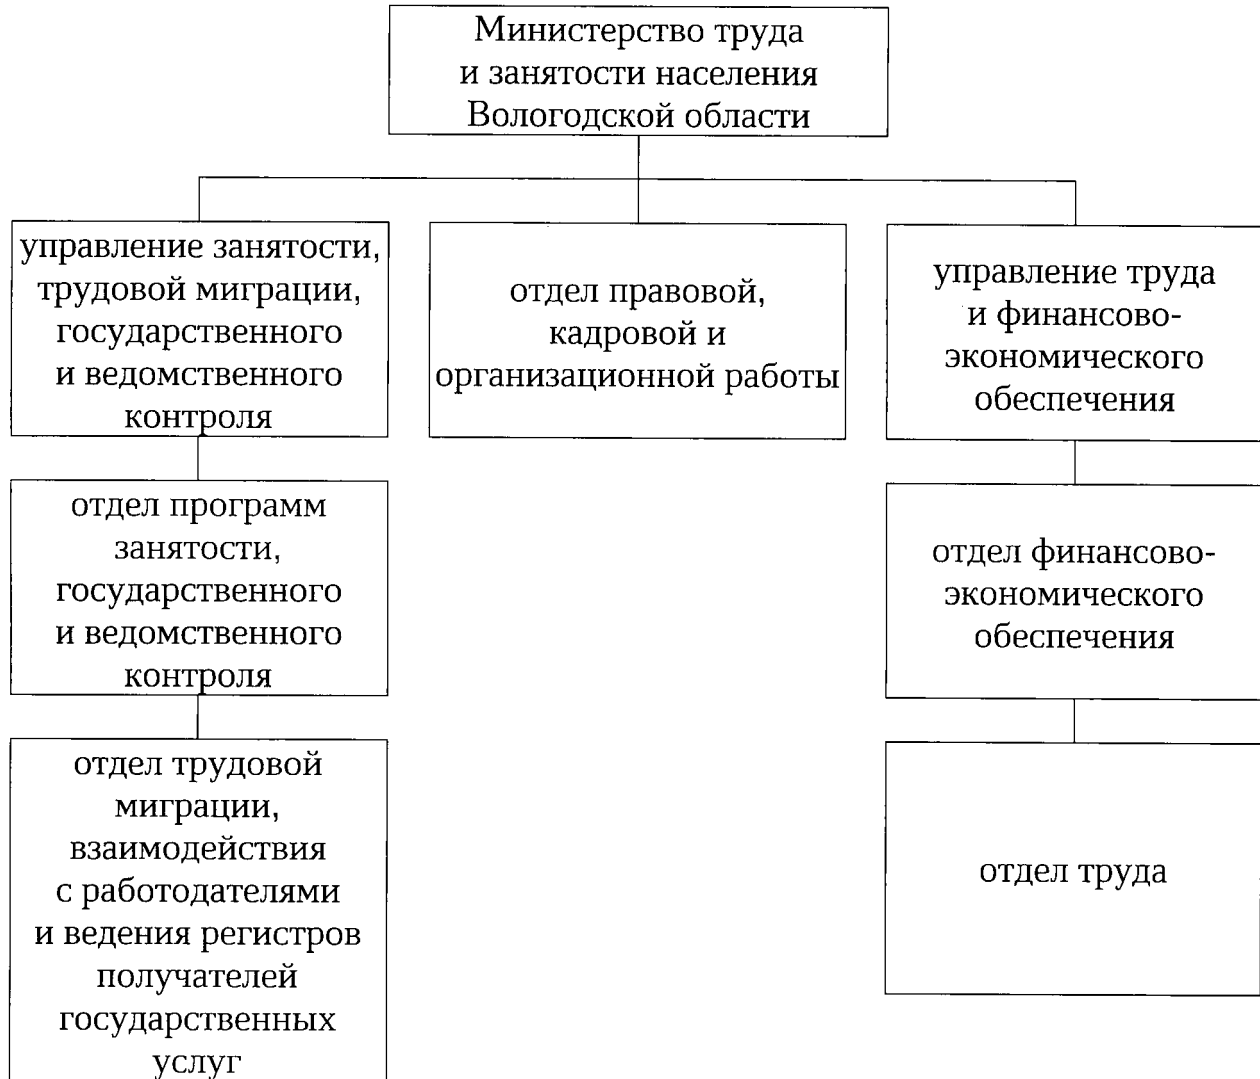 Министерство труда
и занятости населения
Вологодской области
управление занятости,
трудовой миграции,
государственного
и ведомственного
контроля
отдел правовой,
кадровой и
организационной работы
управление труда
и финансово-
экономического
обеспечения
отдел программ
занятости,
государственного
и ведомственного
контроля
отдел финансово-
экономического
обеспечения
отдел трудовой
миграции,
взаимодействия
с работодателями
и ведения регистров
получателей
государственных
услуг
отдел труда